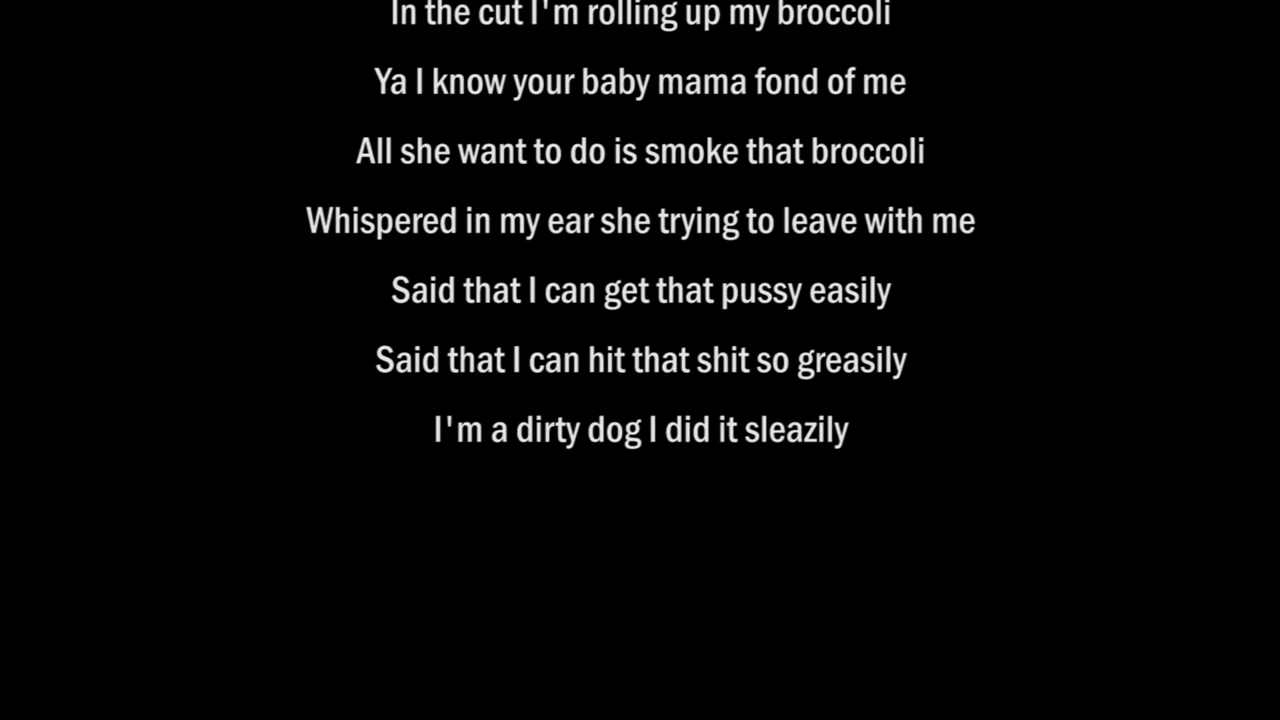 In the cut I'm rolling up my broccoli
Ya I know your baby mama fond of me
All she want to do is smoke that broccoli
Whispered in my ear she trying to leave with me
Said that I can get that pussy easily
Said that I can hit that shit so greasily
I'm a dirty dog I did it sleazily